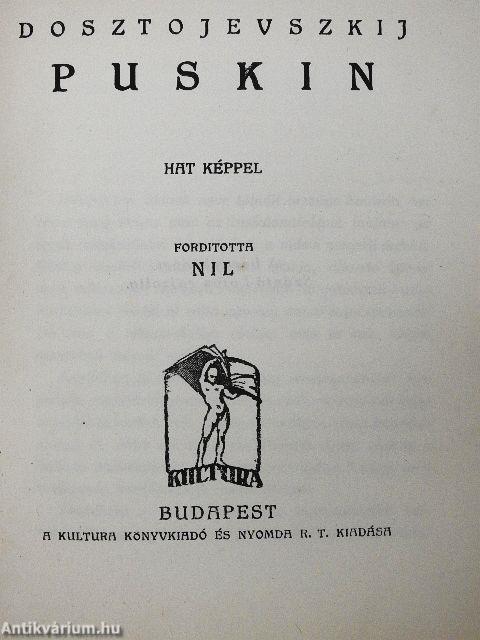 DOSZTOJEVSZKIJ
PUSKIN
HAT KÉPPEL
FORDITOTTA
NIL
KULTURA
BUDAPEST
A KULTURA KÖNYVKIADÓ ÉS NYOMDA R. T. KIADÁSA
Antikvárium.hu